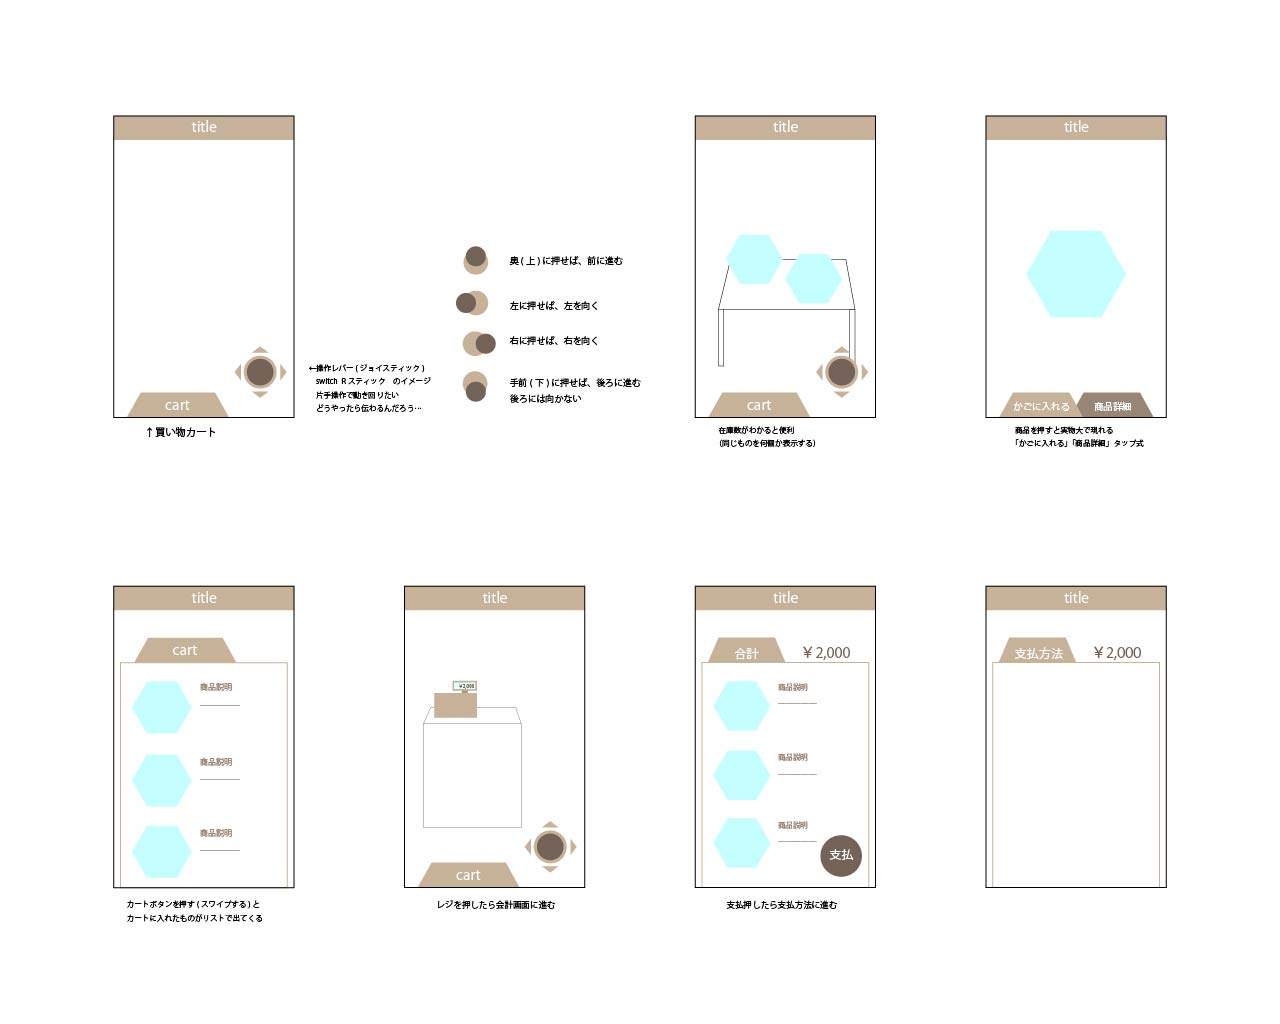 title
cart
↑買い物カート
←操作レバー(ジョイスティック)
switch Rスティック のイメージ
片手操作で動き回りたい
どうやったら伝わるんだろう…
奥(上)に押せば、前に進む
左に押せば、左を向く
右に押せば、右を向く
手前(下)に押せば、後ろに進む
後ろには向かない
title
cart
在庫数がわかると便利
(同じものを何個か表示する)
title
かごに入れる
商品詳細
商品を押すと実物大で現れる
「かごに入れる」「商品詳細」タップ式
title
cart
商品説明
商品説明
商品説明
カートボタンを押す(スワイプする)と
カートに入れたものがリストで出てくる
title
¥2,000
cart
レジを押したら会計画面に進む
title
合計
¥2,000
商品説明
商品説明
商品説明
支払
支払押したら支払方法に進む
title
支払方法
¥2,000